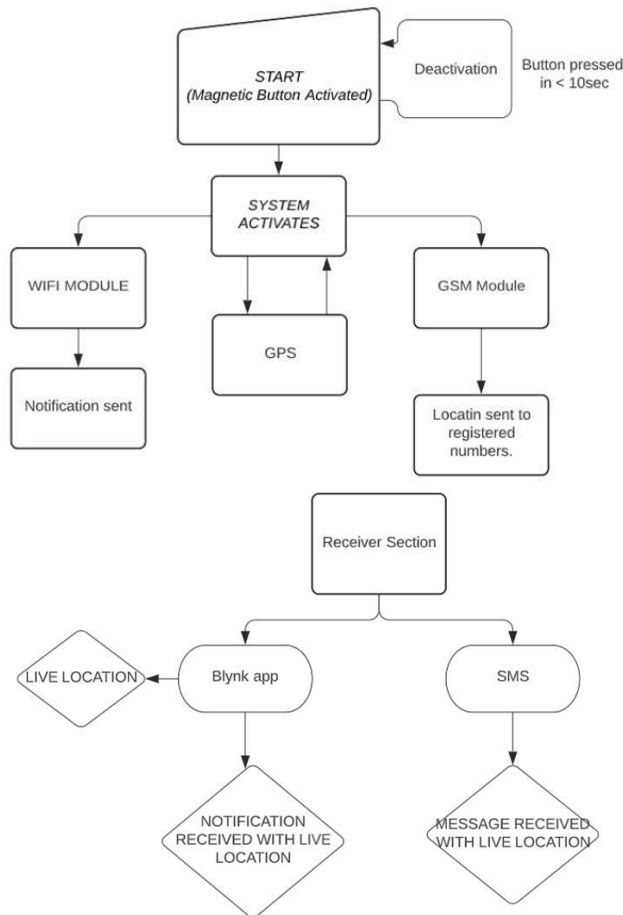 START
(Magnetic Button Activated)
Deactivation
Button pressed
in < 10sec
SYSTEM
ACTIVATES
WIFI MODULE
GSM Module
GPS
Notification sent
Locatin sent to
registered
numbers.
Receiver Section
LIVE LOCATION
Blynk app
SMS
NOTIFICATION
RECEIVED WITH LIVE
LOCATION
MESSAGE RECEIVED
WITH LIVE LOCATION